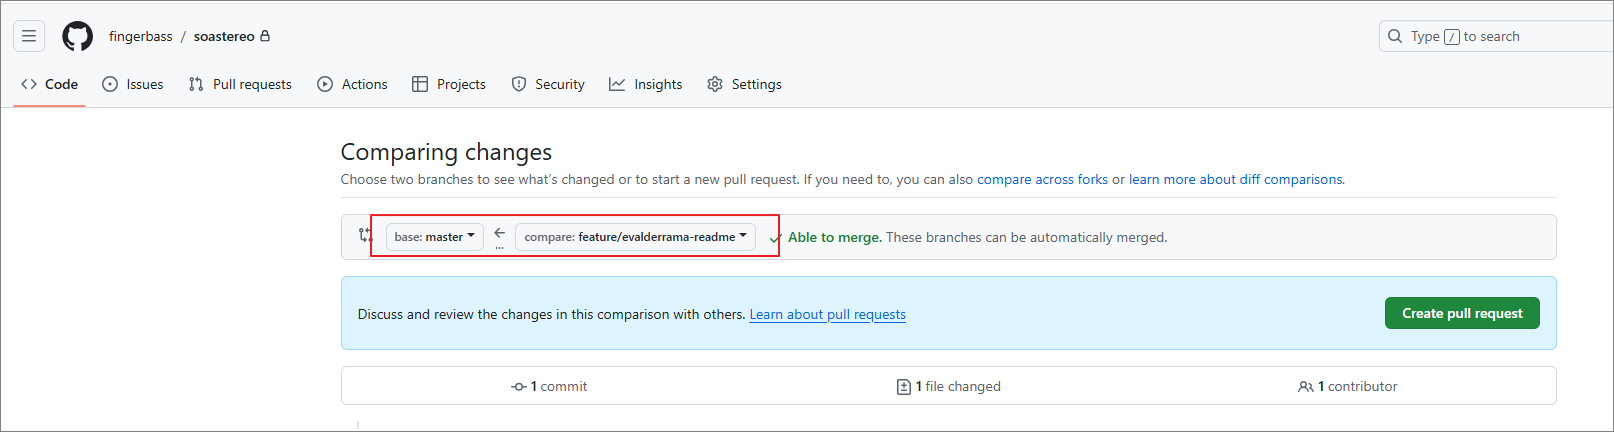 fingerbass / soastereo
Type / to search
Code Issues Pull requests Actions Projects Security Insights Settings
Comparing changes
Choose two branches to see what's changed or to start a new pull request. If you need to, you can also compare across forks or learn more about diff comparisons.
base: master ← compare: feature/evalderrama-readme Able to merge. These branches can be automatically merged.
...
Discuss and review the changes in this comparison with others. Learn about pull requests
Create pull request
1 commit 1 file changed 1 contributor